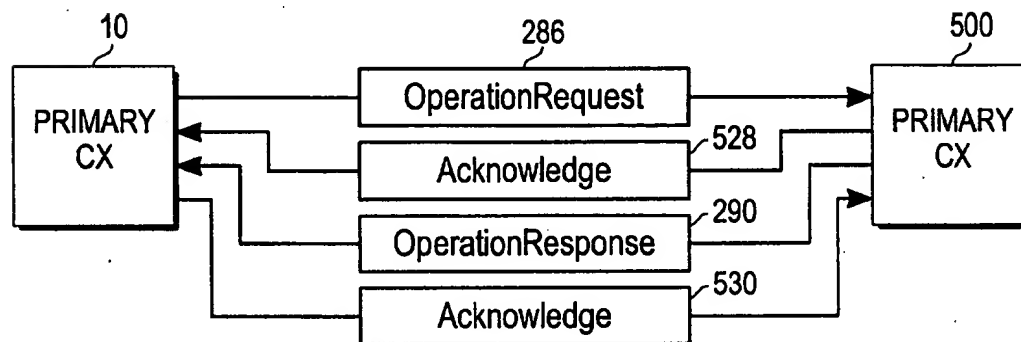 10
286
500
PRIMARY
CX
OperationRequest
PRIMARY
CX
528
Acknowledge
290
OperationResponse
530
Acknowledge